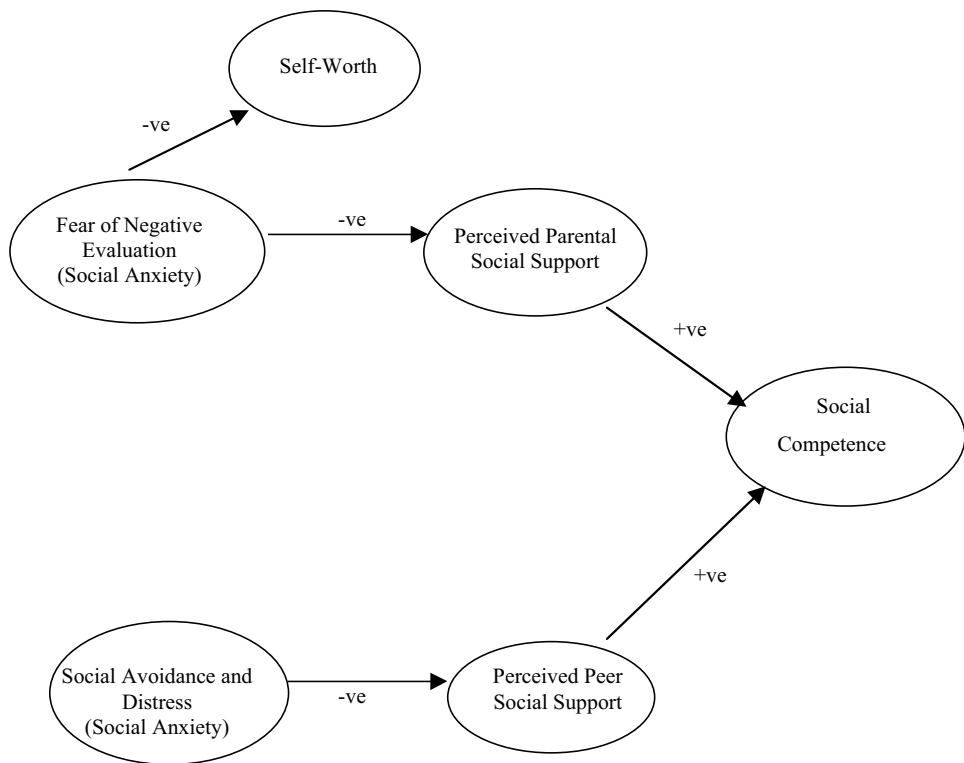 Self-Worth
-ve
Fear of Negative
Evaluation
(Social Anxiety)
-ve
Perceived Parental
Social Support
+ve
Social
Competence
+ve
Social Avoidance and
Distress
(Social Anxiety)
-ve
Perceived Peer
Social Support